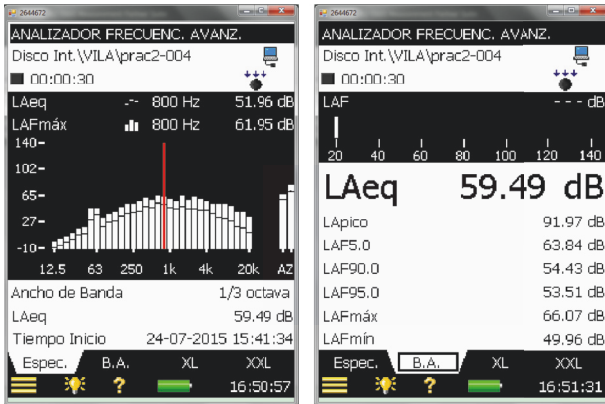 2644672
ANALIZADOR FRECUENC. AVANZ.
Disco Int.\VILA\prac2-004
00:00:30
LAeq 800 Hz 51.96 dB
LAFmáx 800 Hz 61.95 dB
140-
102-
65-
27-
-10-
12.5 63 250 1k 4k 20k AZ
Ancho de Banda 1/3 octava
LAeq 59.49 dB
Tiempo Inicio 24-07-2015 15:41:34
Espec. B.A. XL XXL
? 16:50:57
2644672
ANALIZADOR FRECUENC. AVANZ.
Disco Int.\VILA\prac2-004
00:00:30
LAF - - - dB
20 40 60 80 100 120 140
LAeq 59.49 dB
LApico 91.97 dB
LAF5.0 63.84 dB
LAF90.0 54.43 dB
LAF95.0 53.51 dB
LAFmáx 66.07 dB
LAFmín 49.96 dB
Espec. B.A. XL XXL
? 16:51:31